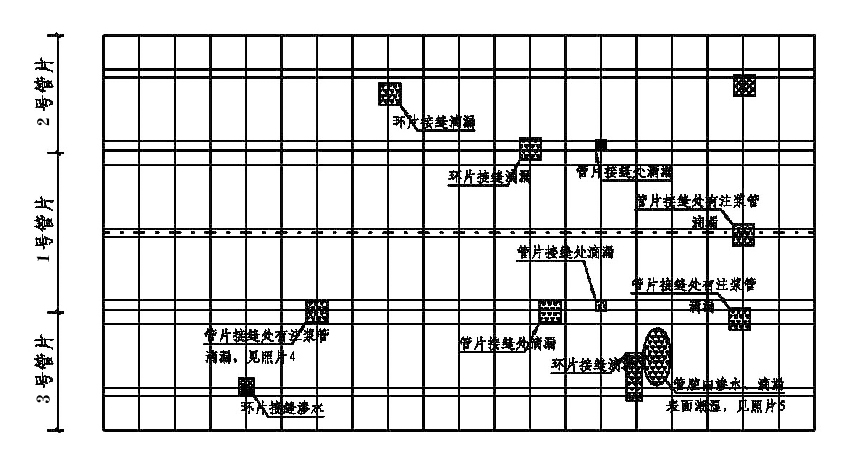 2号管片
环片接缝滴漏
环片接缝滴漏
管片接缝处滴漏
管片接缝处有注浆管
滴漏
1号管片
管片接缝处滴漏
管片接缝处有注浆管
滴漏
管片接缝处有注浆管
滴漏，见照片4
管片接缝处滴漏
环片接缝滴漏
3号管片
环片接缝渗水
管壁由渗水、滴漏
表面潮湿，见照片5